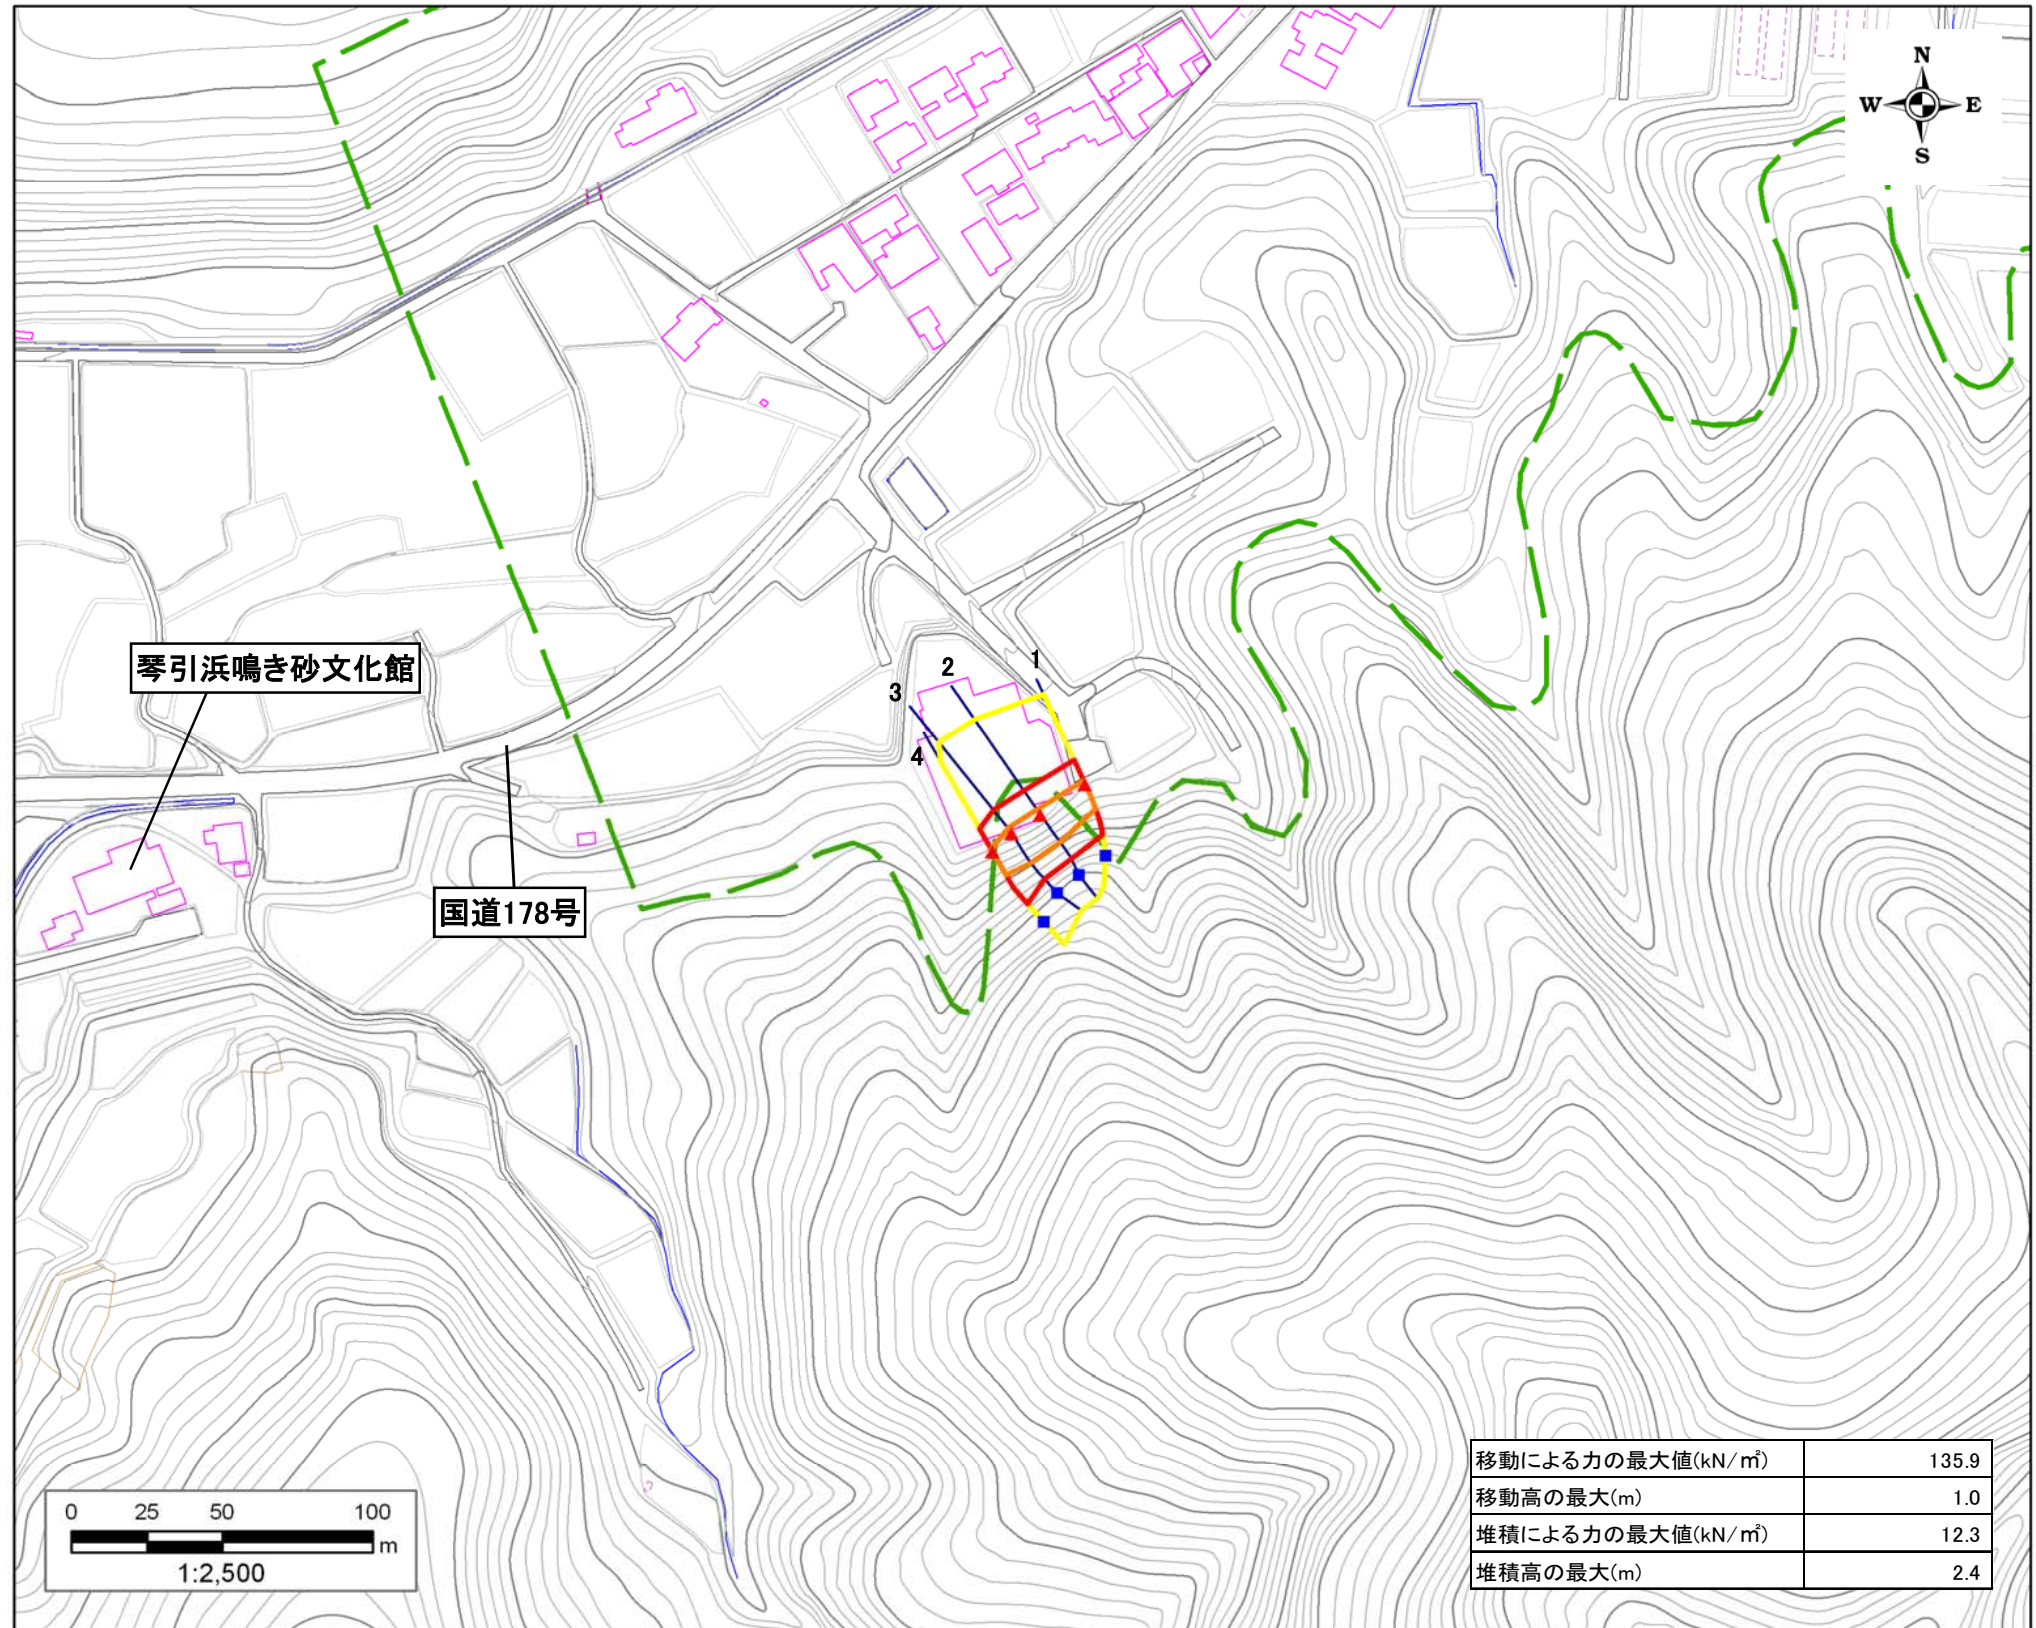 N
W E
S
琴引浜鳴き砂文化館
1
2
3
4
国道178号
移動による力の最大値(kN/㎡) 135.9
移動高の最大(m) 1.0
堆積による力の最大値(kN/㎡) 12.3
堆積高の最大(m) 2.4
0 25 50 100
m
1:2,500